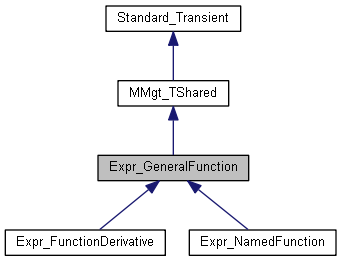 Standard_Transient
MMgt_TShared
Expr_GeneralFunction
Expr_FunctionDerivative
Expr_NamedFunction